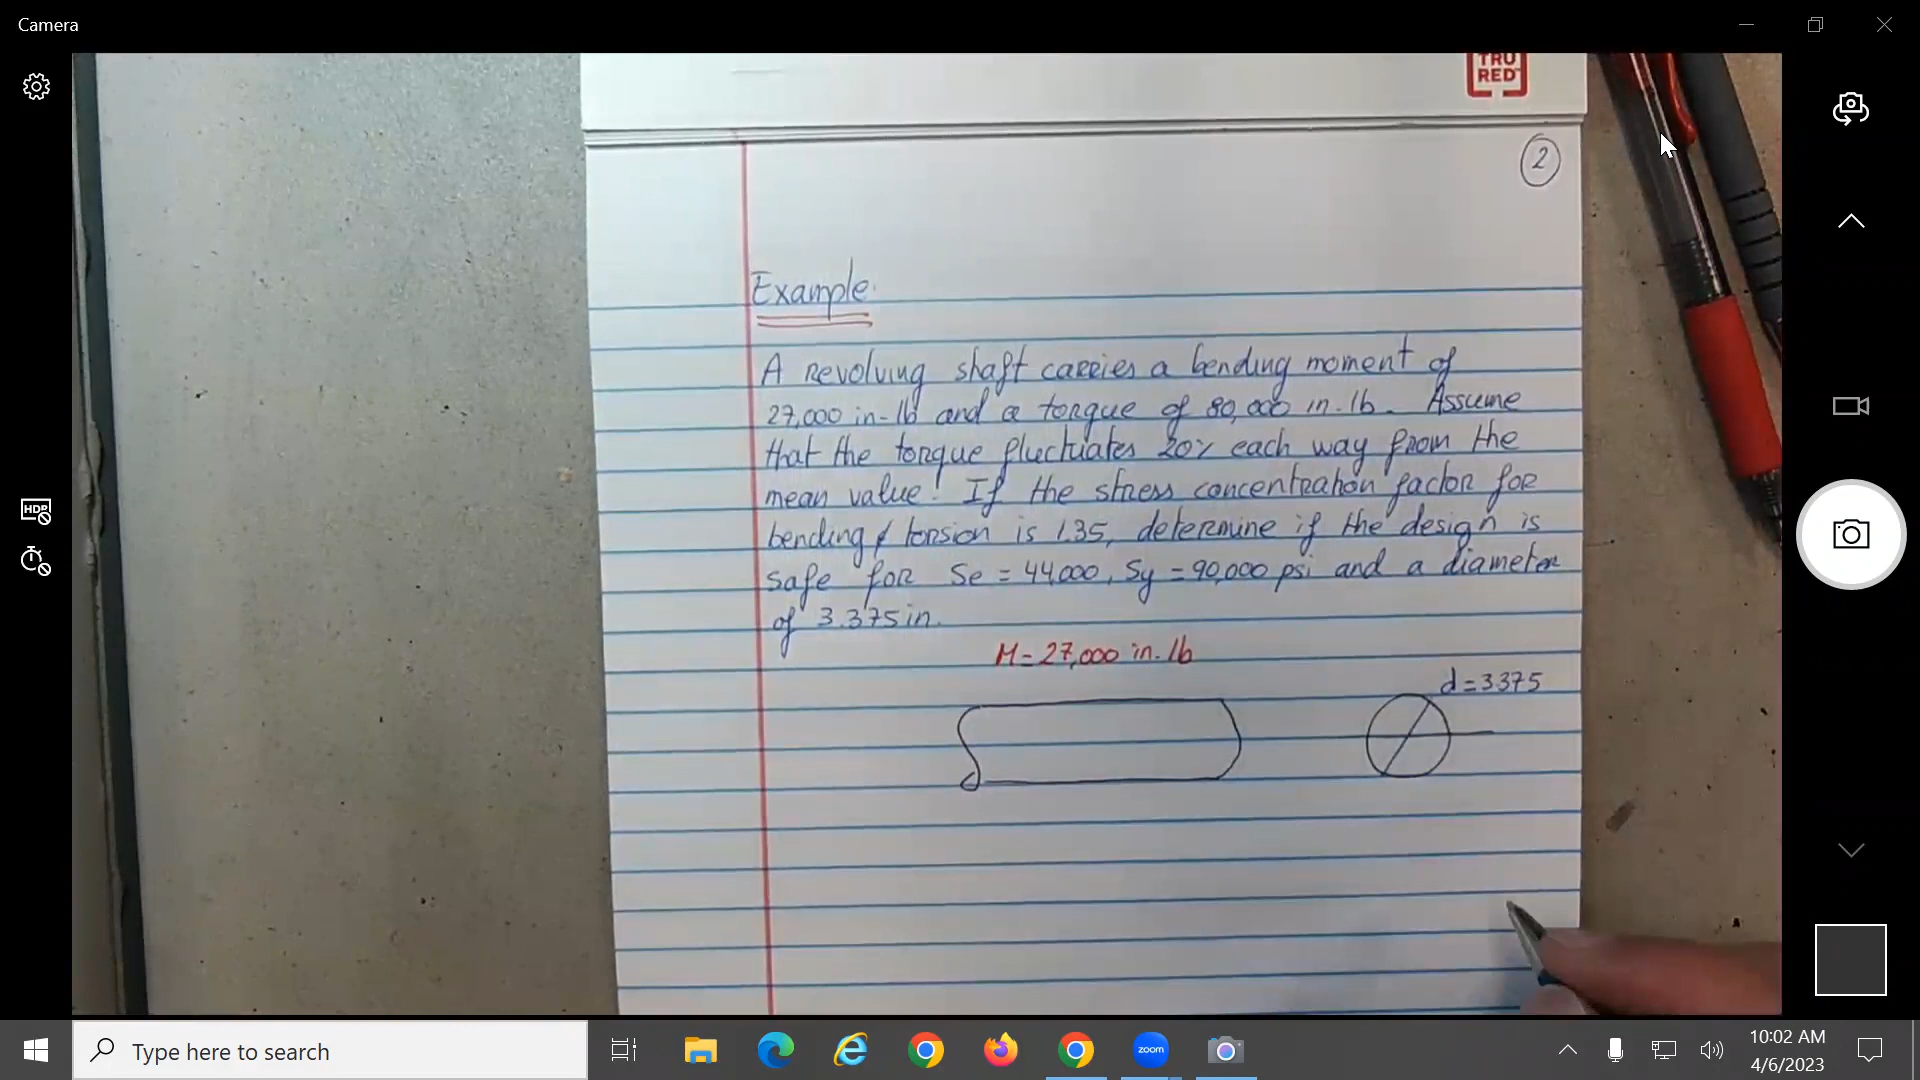 Camera
TRU
RED
2
Example.
A revolving shaft carries a bending moment of
27,000 in-lb and a torque of 80,000 in.lb. Assume
that the torque fluctuates 20% each way from the
mean value! If the stress concentration factor for
bending & torsion is 1.35, determine if the design is
safe for Se = 44,000, Sy = 90,000 psi and a diameter
of 3.375 in.
M = 27,000 in.lb
d = 3.375
HDR
Type here to search
zoom
10:02 AM
4/6/2023